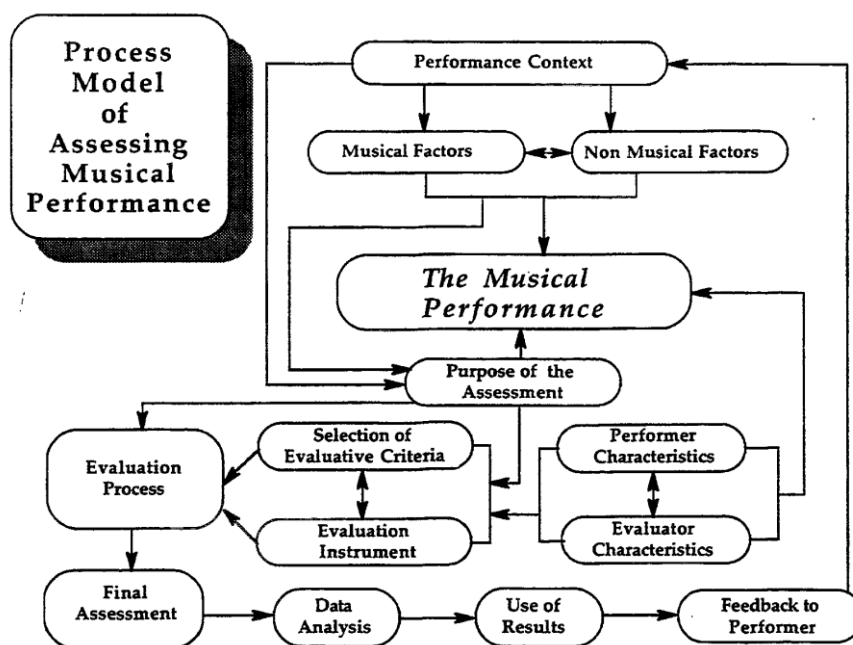 Process
Model
of
Assessing
Musical
Performance
Performance Context
Musical Factors
Non Musical Factors
The Musical
Performance
Purpose of the
Assessment
Evaluation
Process
Selection of
Evaluative Criteria
Evaluation
Instrument
Performer
Characteristics
Evaluator
Characteristics
Final
Assessment
Data
Analysis
Use of
Results
Feedback to
Performer